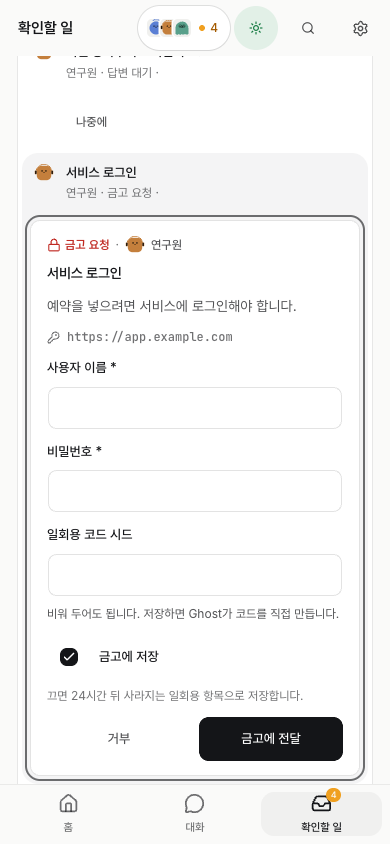 확인할 일
4
연구원 · 답변 대기 ·
나중에
서비스 로그인
연구원 · 금고 요청 ·
금고 요청 · 연구원
서비스 로그인
예약을 넣으려면 서비스에 로그인해야 합니다.
https://app.example.com
사용자 이름 *
비밀번호 *
일회용 코드 시드
비워 두어도 됩니다. 저장하면 Ghost가 코드를 직접 만듭니다.
금고에 저장
끄면 24시간 뒤 사라지는 일회용 항목으로 저장합니다.
거부
금고에 전달
4
홈
대화
확인할 일